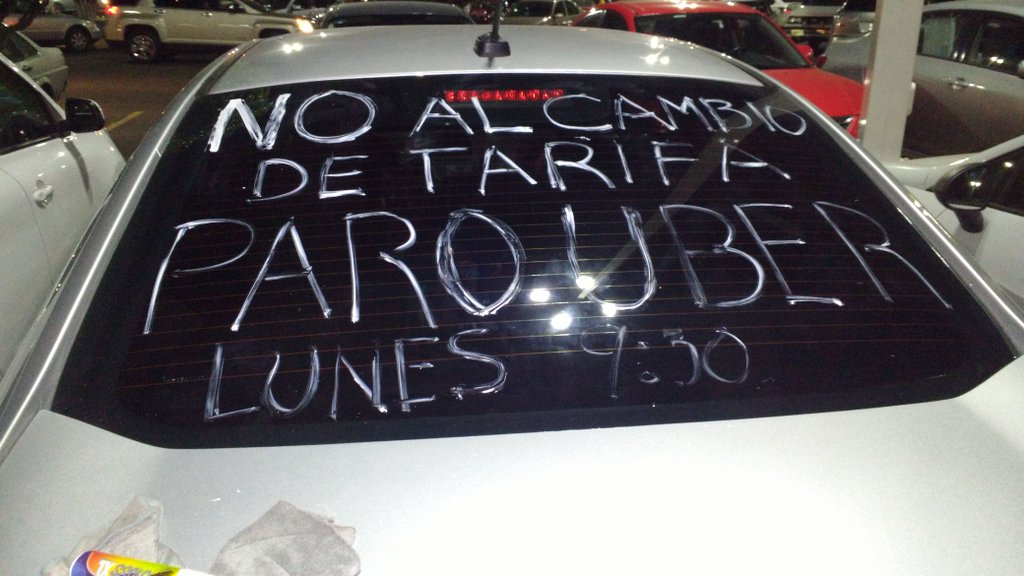 NO AL CAMBIO
DE TARIFA
PARO UBER
LUNES 9:30